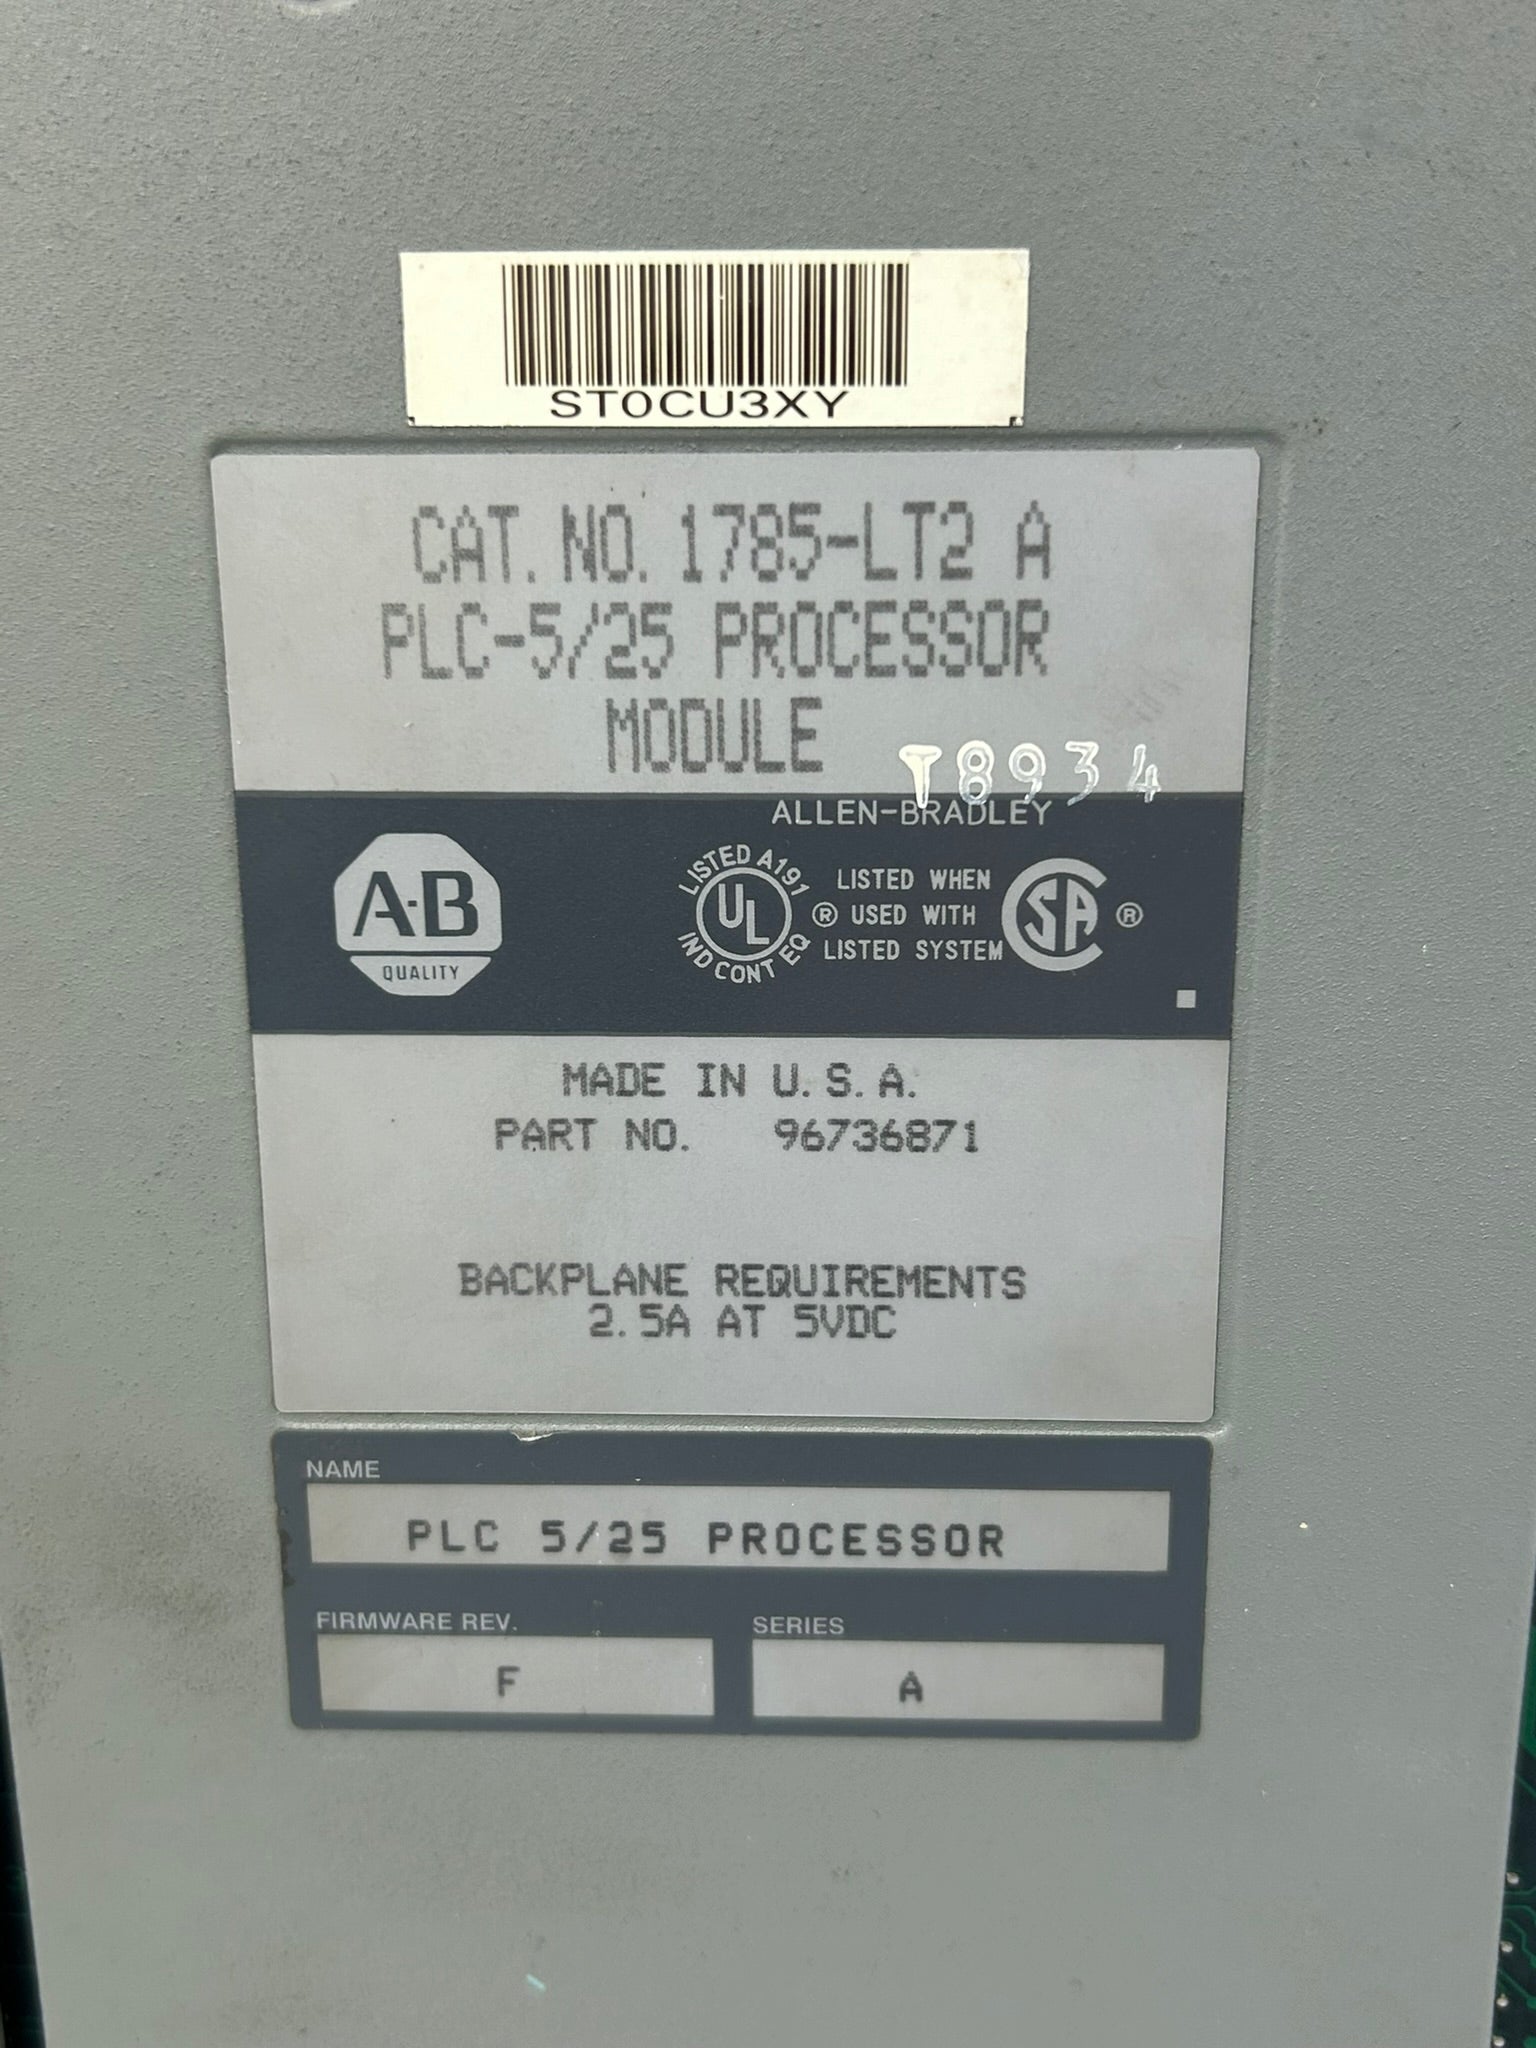 ST0CU3XY
CAT. NO. 1785-LT2 A
PLC-5/25 PROCESSOR
MODULE
T8934
ALLEN-BRADLEY
A-B
QUALITY
LISTED A191
UL
IND CONT EQ
®
LISTED WHEN
USED WITH
LISTED SYSTEM
SA
®
MADE IN U.S.A.
PART NO. 96736871
BACKPLANE REQUIREMENTS
2.5A AT 5VDC
NAME
PLC 5/25 PROCESSOR
FIRMWARE REV.
F
SERIES
A